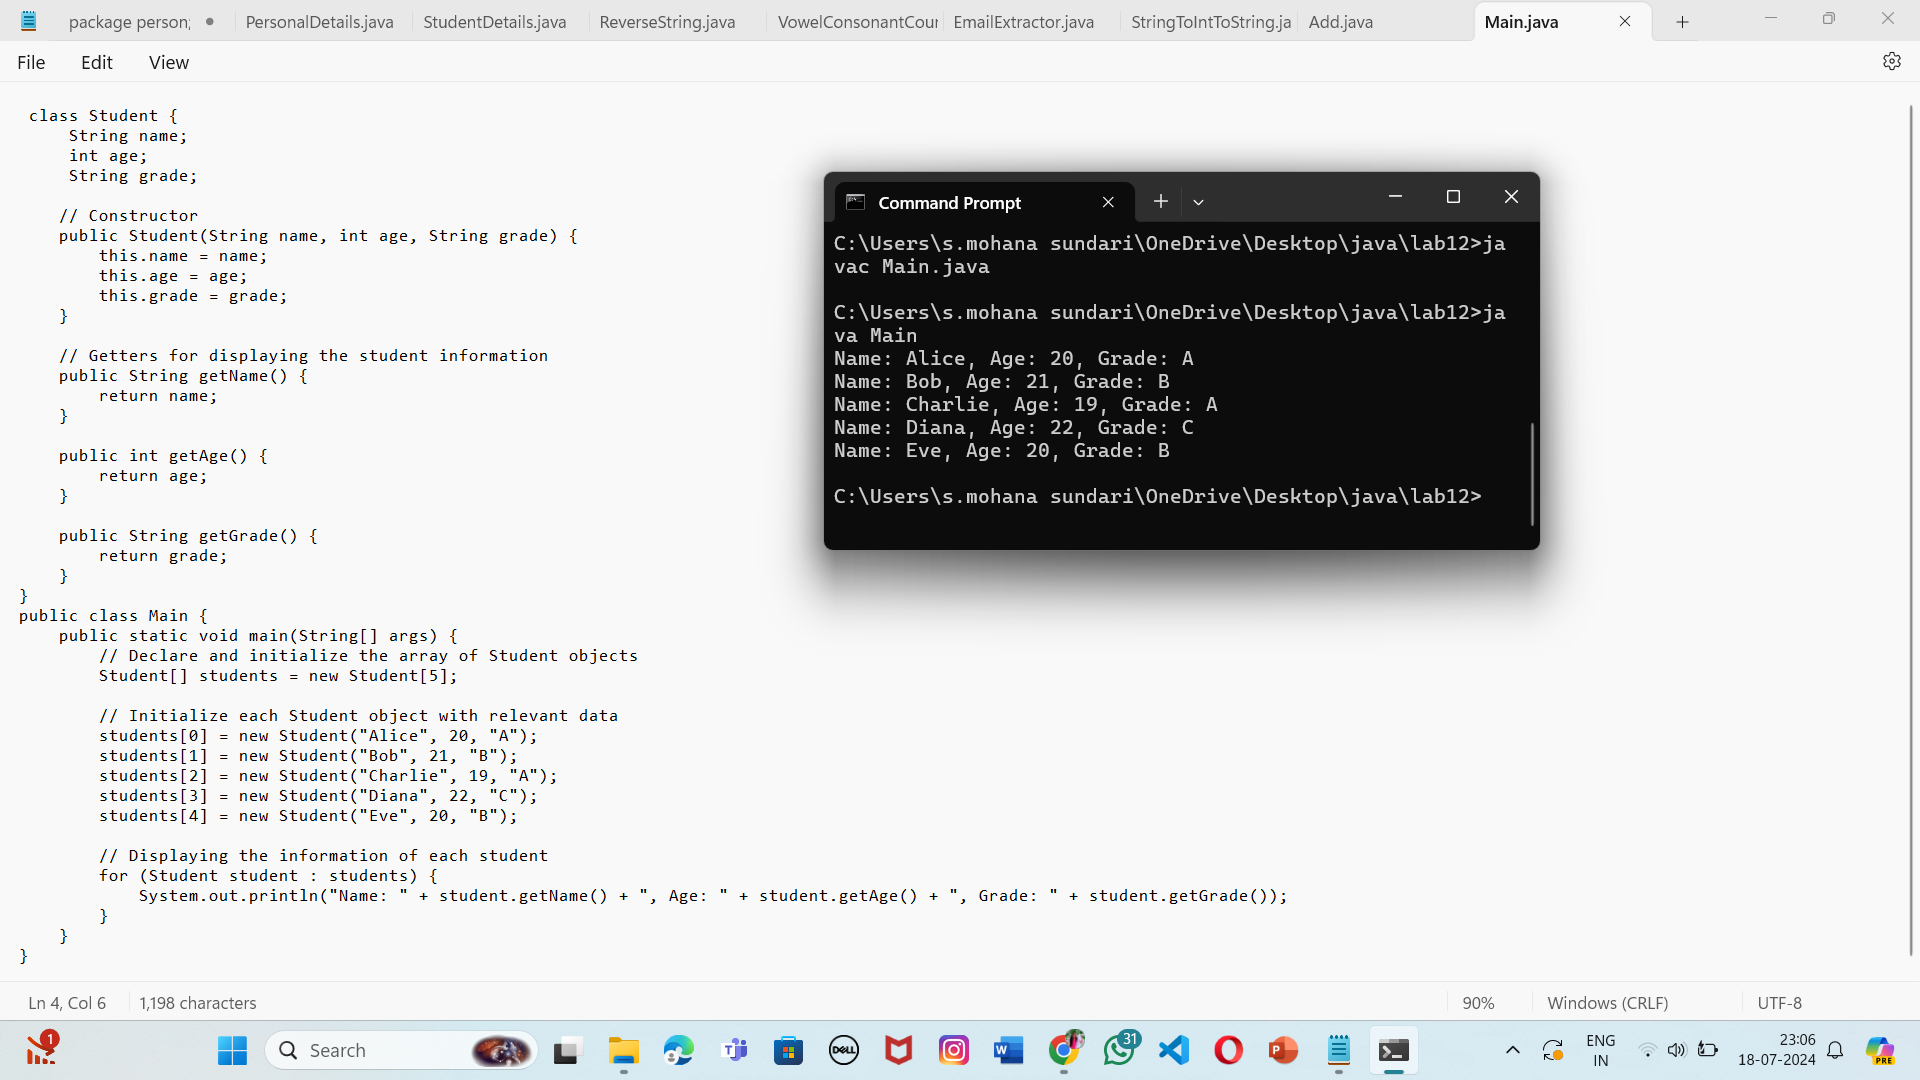 package person;
PersonalDetails.java
StudentDetails.java
ReverseString.java
VowelConsonantCour
EmailExtractor.java
StringToIntToString.ja
Add.java
Main.java
File
Edit
View
class Student {
String name;
int age;
String grade;
// Constructor
public Student(String name, int age, String grade) {
this.name = name;
this.age = age;
this.grade = grade;
}
// Getters for displaying the student information
public String getName() {
return name;
}
public int getAge() {
return age;
}
public String getGrade() {
return grade;
}
}
public class Main {
public static void main(String[] args) {
// Declare and initialize the array of Student objects
Student[] students = new Student[5];
// Initialize each Student object with relevant data
students[0] = new Student("Alice", 20, "A");
students[1] = new Student("Bob", 21, "B");
students[2] = new Student("Charlie", 19, "A");
students[3] = new Student("Diana", 22, "C");
students[4] = new Student("Eve", 20, "B");
// Displaying the information of each student
for (Student student : students) {
System.out.println("Name: " + student.getName() + ", Age: " + student.getAge() + ", Grade: " + student.getGrade());
}
}
}
Command Prompt
C:\Users\s.mohana sundari\OneDrive\Desktop\java\lab12>ja
vac Main.java
C:\Users\s.mohana sundari\OneDrive\Desktop\java\lab12>ja
va Main
Name: Alice, Age: 20, Grade: A
Name: Bob, Age: 21, Grade: B
Name: Charlie, Age: 19, Grade: A
Name: Diana, Age: 22, Grade: C
Name: Eve, Age: 20, Grade: B
C:\Users\s.mohana sundari\OneDrive\Desktop\java\lab12>
Ln 4, Col 6
1,198 characters
90%
Windows (CRLF)
UTF-8
1
Search
DELL
31
ENG
IN
23:06
18-07-2024
PRE